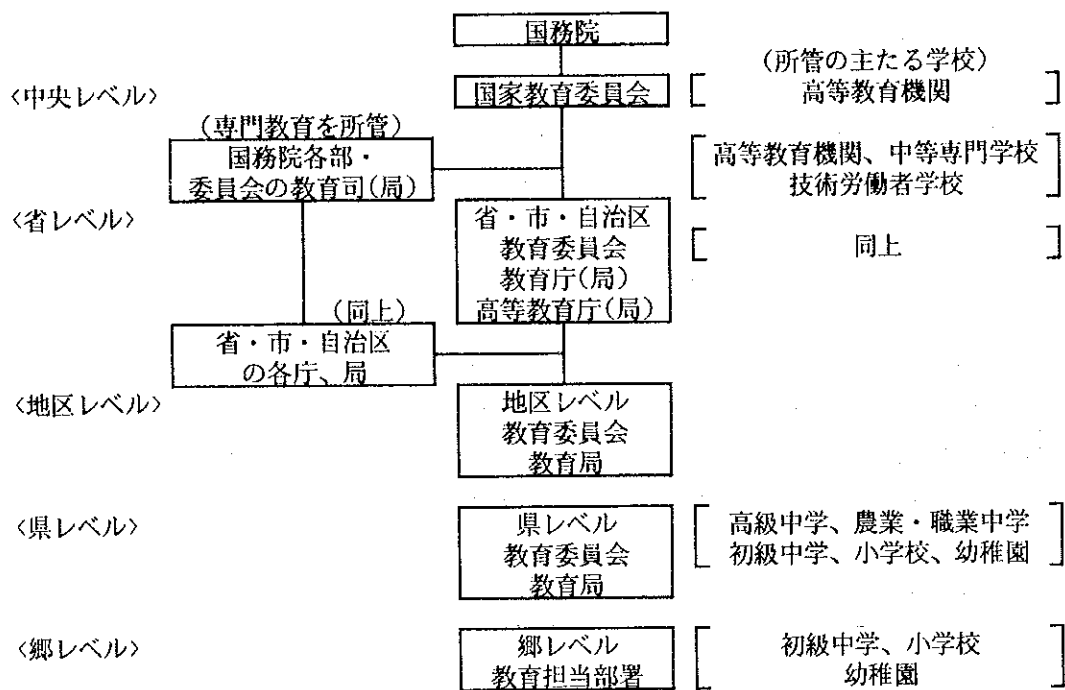 国務院
(所管の主たる学校)
〈中央レベル〉
国家教育委員会
高等教育機関
(専門教育を所管)
国務院各部・
委員会の教育司(局)
高等教育機関、中等専門学校
技術労働者学校
〈省レベル〉
省・市・自治区
教育委員会
教育庁(局)
高等教育庁(局)
同上
(同上)
省・市・自治区
の各庁、局
〈地区レベル〉
地区レベル
教育委員会
教育局
〈県レベル〉
県レベル
教育委員会
教育局
高級中学、農業・職業中学
初級中学、小学校、幼稚園
〈郷レベル〉
郷レベル
教育担当部署
初級中学、小学校
幼稚園